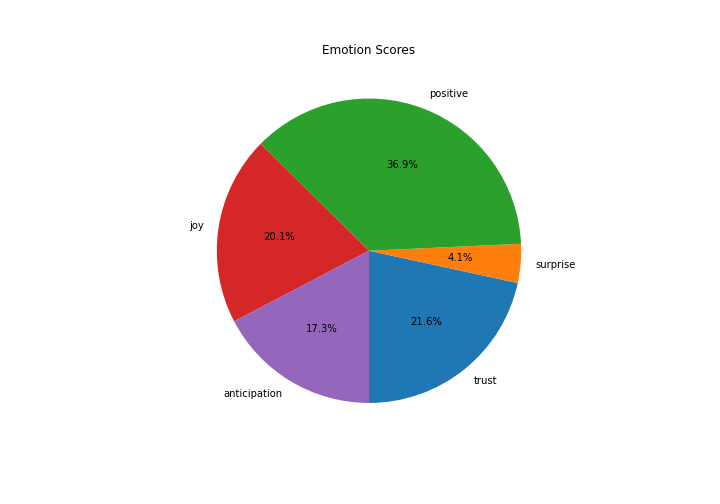 Emotion Scores
positive
36.9%
joy
20.1%
surprise
4.1%
anticipation
17.3%
trust
21.6%